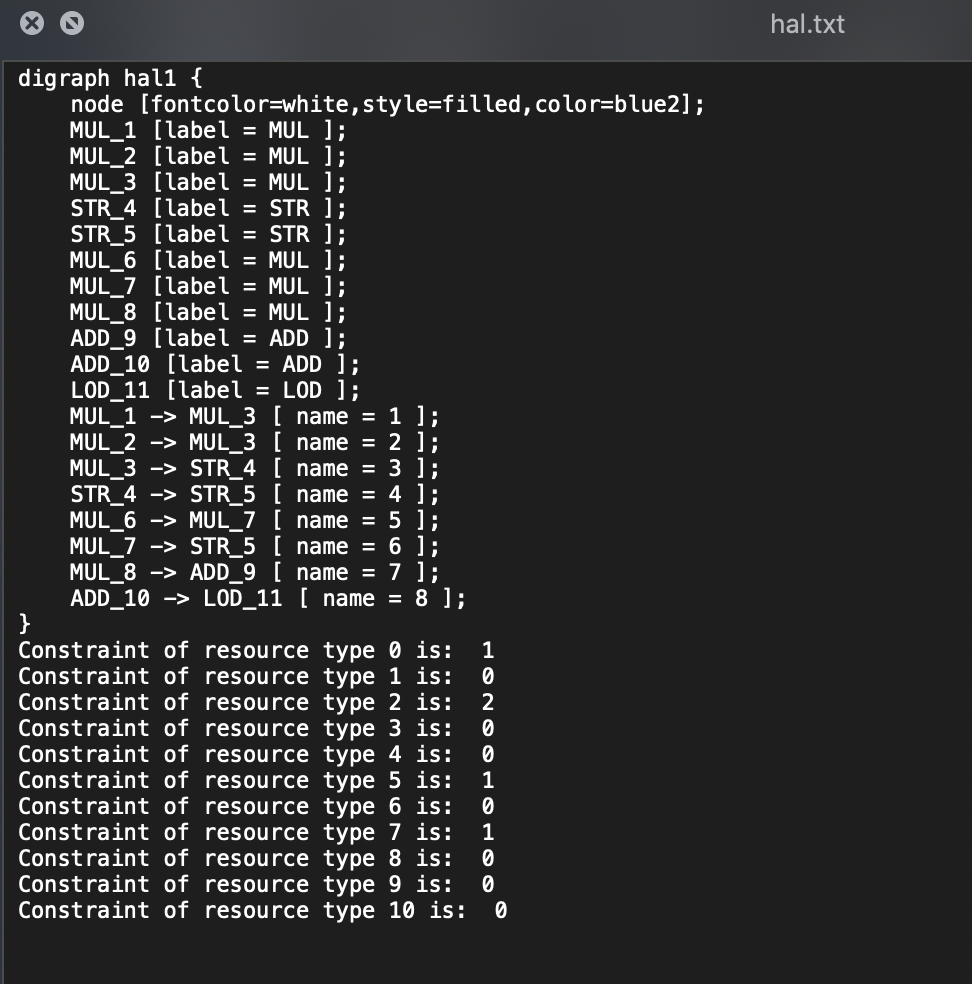 hal.txt
digraph hal1 {
    node [fontcolor=white,style=filled,color=blue2];
    MUL_1 [label = MUL ];
    MUL_2 [label = MUL ];
    MUL_3 [label = MUL ];
    STR_4 [label = STR ];
    STR_5 [label = STR ];
    MUL_6 [label = MUL ];
    MUL_7 [label = MUL ];
    MUL_8 [label = MUL ];
    ADD_9 [label = ADD ];
    ADD_10 [label = ADD ];
    LOD_11 [label = LOD ];
    MUL_1 -> MUL_3 [ name = 1 ];
    MUL_2 -> MUL_3 [ name = 2 ];
    MUL_3 -> STR_4 [ name = 3 ];
    STR_4 -> STR_5 [ name = 4 ];
    MUL_6 -> MUL_7 [ name = 5 ];
    MUL_7 -> STR_5 [ name = 6 ];
    MUL_8 -> ADD_9 [ name = 7 ];
    ADD_10 -> LOD_11 [ name = 8 ];
}
Constraint of resource type 0 is:  1
Constraint of resource type 1 is:  0
Constraint of resource type 2 is:  2
Constraint of resource type 3 is:  0
Constraint of resource type 4 is:  0
Constraint of resource type 5 is:  1
Constraint of resource type 6 is:  0
Constraint of resource type 7 is:  1
Constraint of resource type 8 is:  0
Constraint of resource type 9 is:  0
Constraint of resource type 10 is:  0